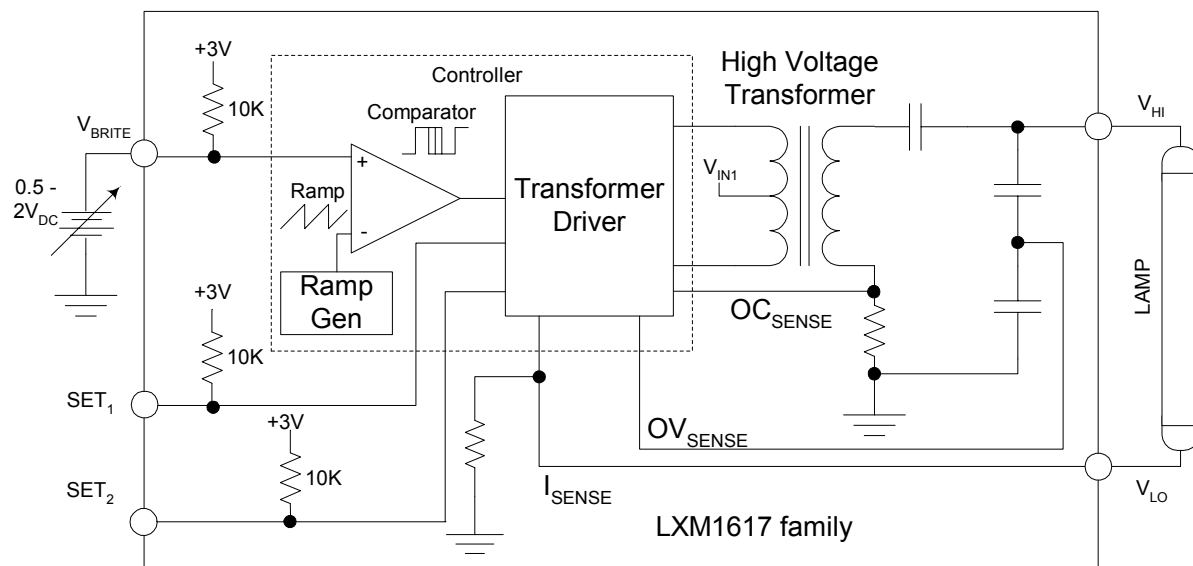 +3V
10K
V_BRITE
0.5 -
2V_DC
Controller
Comparator
+
Ramp
-
Ramp
Gen
Transformer
Driver
High Voltage
Transformer
V_IN1
V_HI
LAMP
V_LO
OC_SENSE
OV_SENSE
I_SENSE
+3V
10K
SET_1
+3V
10K
SET_2
LXM1617 family